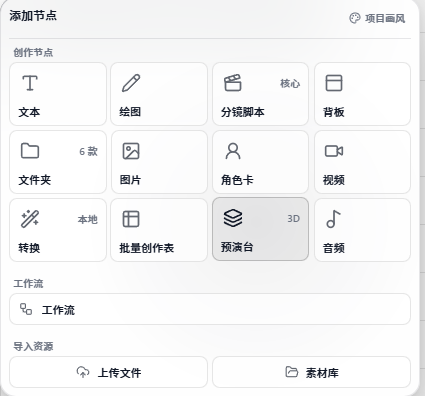 添加节点
项目画风
创作节点
文本
绘图
核心
分镜脚本
背板
6 款
文件夹
图片
角色卡
视频
本地
转换
批量创作表
3D
预演台
音频
工作流
工作流
导入资源
上传文件
素材库